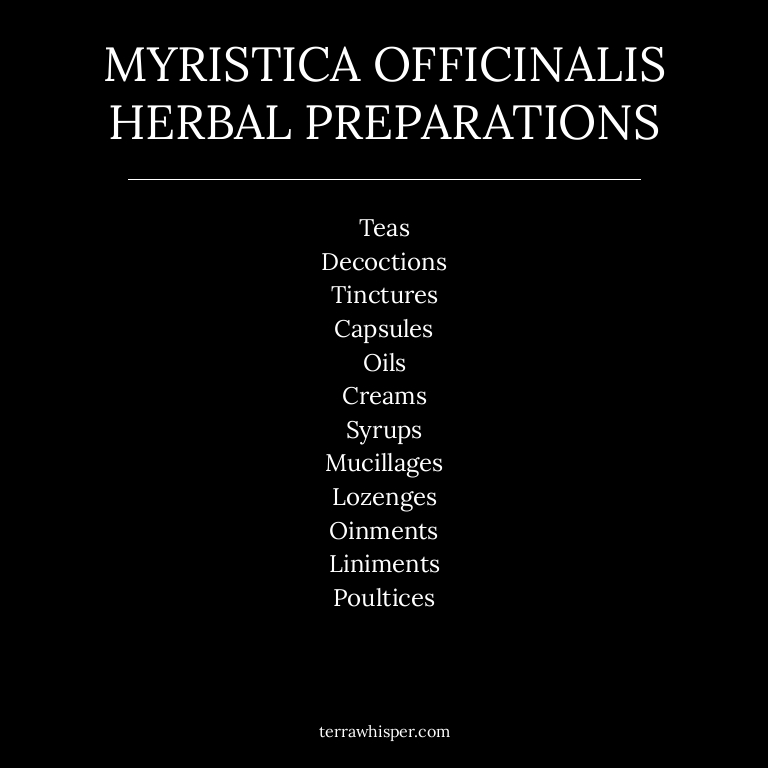 MYRISTICA OFFICINALIS
HERBAL PREPARATIONS
Teas
Decoctions
Tinctures
Capsules
Oils
Creams
Syrups
Mucillages
Lozenges
Oinments
Liniments
Poultices
terrawhisper.com